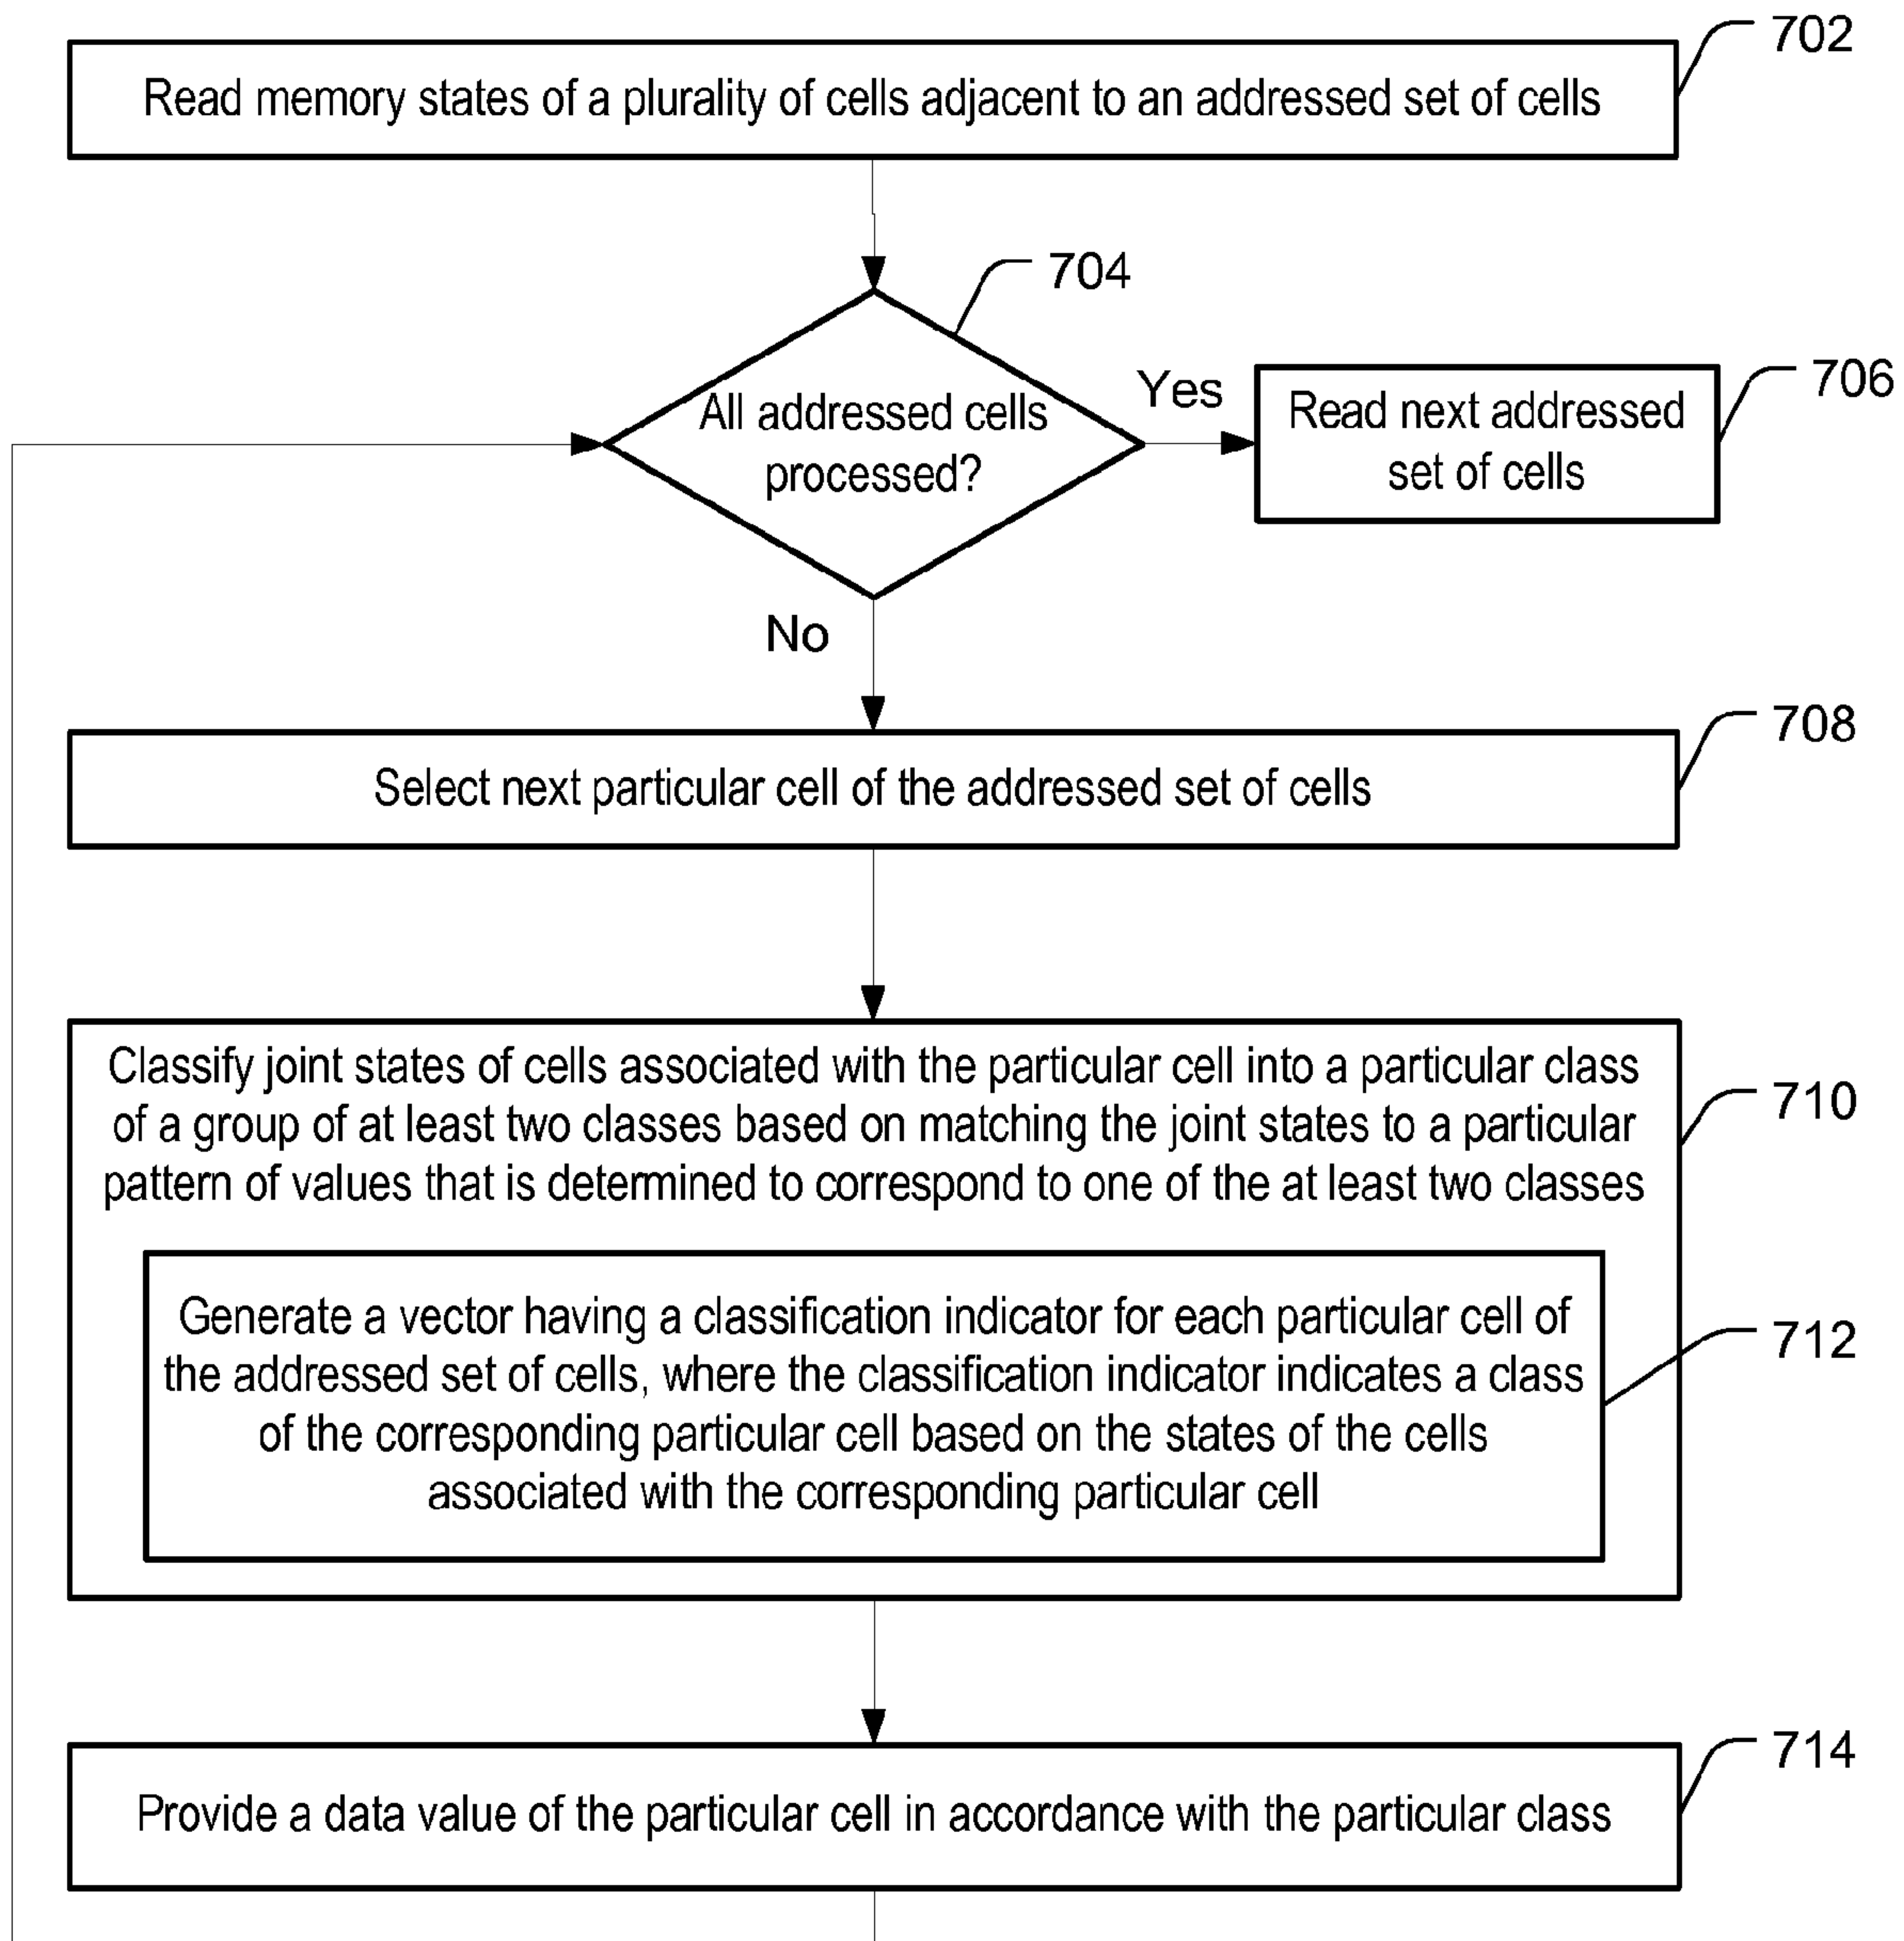 702
Read memory states of a plurality of cells adjacent to an addressed set of cells
704
All addressed cells
processed?
Yes
706
Read next addressed
set of cells
No
708
Select next particular cell of the addressed set of cells
710
Classify joint states of cells associated with the particular cell into a particular class
of a group of at least two classes based on matching the joint states to a particular
pattern of values that is determined to correspond to one of the at least two classes
712
Generate a vector having a classification indicator for each particular cell of
the addressed set of cells, where the classification indicator indicates a class
of the corresponding particular cell based on the states of the cells
associated with the corresponding particular cell
714
Provide a data value of the particular cell in accordance with the particular class